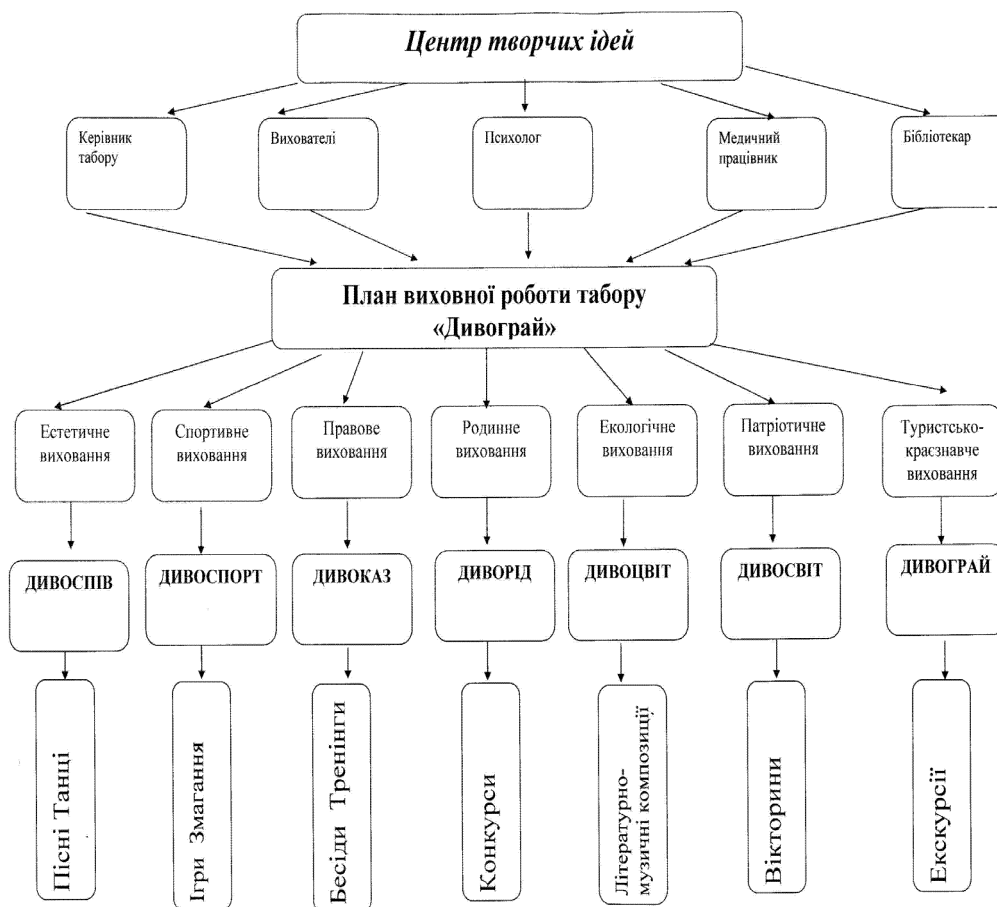 Центр творчих ідей
Керівник
табору
Вихователі
Психолог
Медичний
працівник
Бібліотекар
План виховної роботи табору
«Дивограй»
Естетичне
виховання
Спортивне
виховання
Правове
виховання
Родинне
виховання
Екологічне
виховання
Патріотичне
виховання
Туристсько-
краєзнавче
виховання
ДИВОСПІВ
ДИВОСПОРТ
ДИВОКАЗ
ДИВОРІД
ДИВОЦВІТ
ДИВОСВІТ
ДИВОГРАЙ
Пісні Танці
Ігри Змагання
Бесіди Тренінги
Конкурси
Літературно-
музичні композиції
Вікторини
Екскурсії